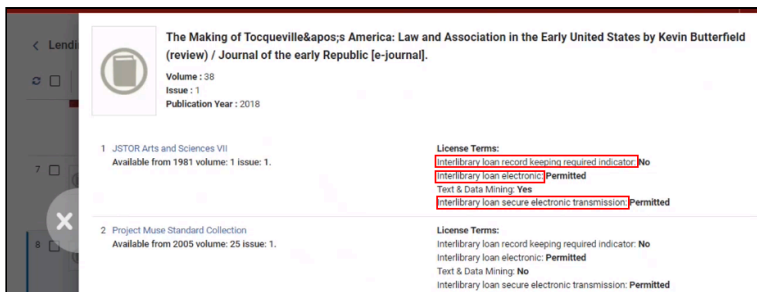 Lendi
The Making of Tocqueville&apos;s America: Law and Association in the Early United States by Kevin Butterfield
(review) / Journal of the early Republic [e-journal].
Volume : 38
Issue : 1
Publication Year : 2018
1 JSTOR Arts and Sciences VII
Available from 1981 volume: 1 issue: 1.
License Terms:
Interlibrary loan record keeping required indicator: No
Interlibrary loan electronic: Permitted
Text & Data Mining: Yes
Interlibrary loan secure electronic transmission: Permitted
7
8
X
2 Project Muse Standard Collection
Available from 2005 volume: 25 issue: 1.
License Terms:
Interlibrary loan record keeping required indicator: No
Interlibrary loan electronic: Permitted
Text & Data Mining: No
Interlibrary loan secure electronic transmission: Permitted